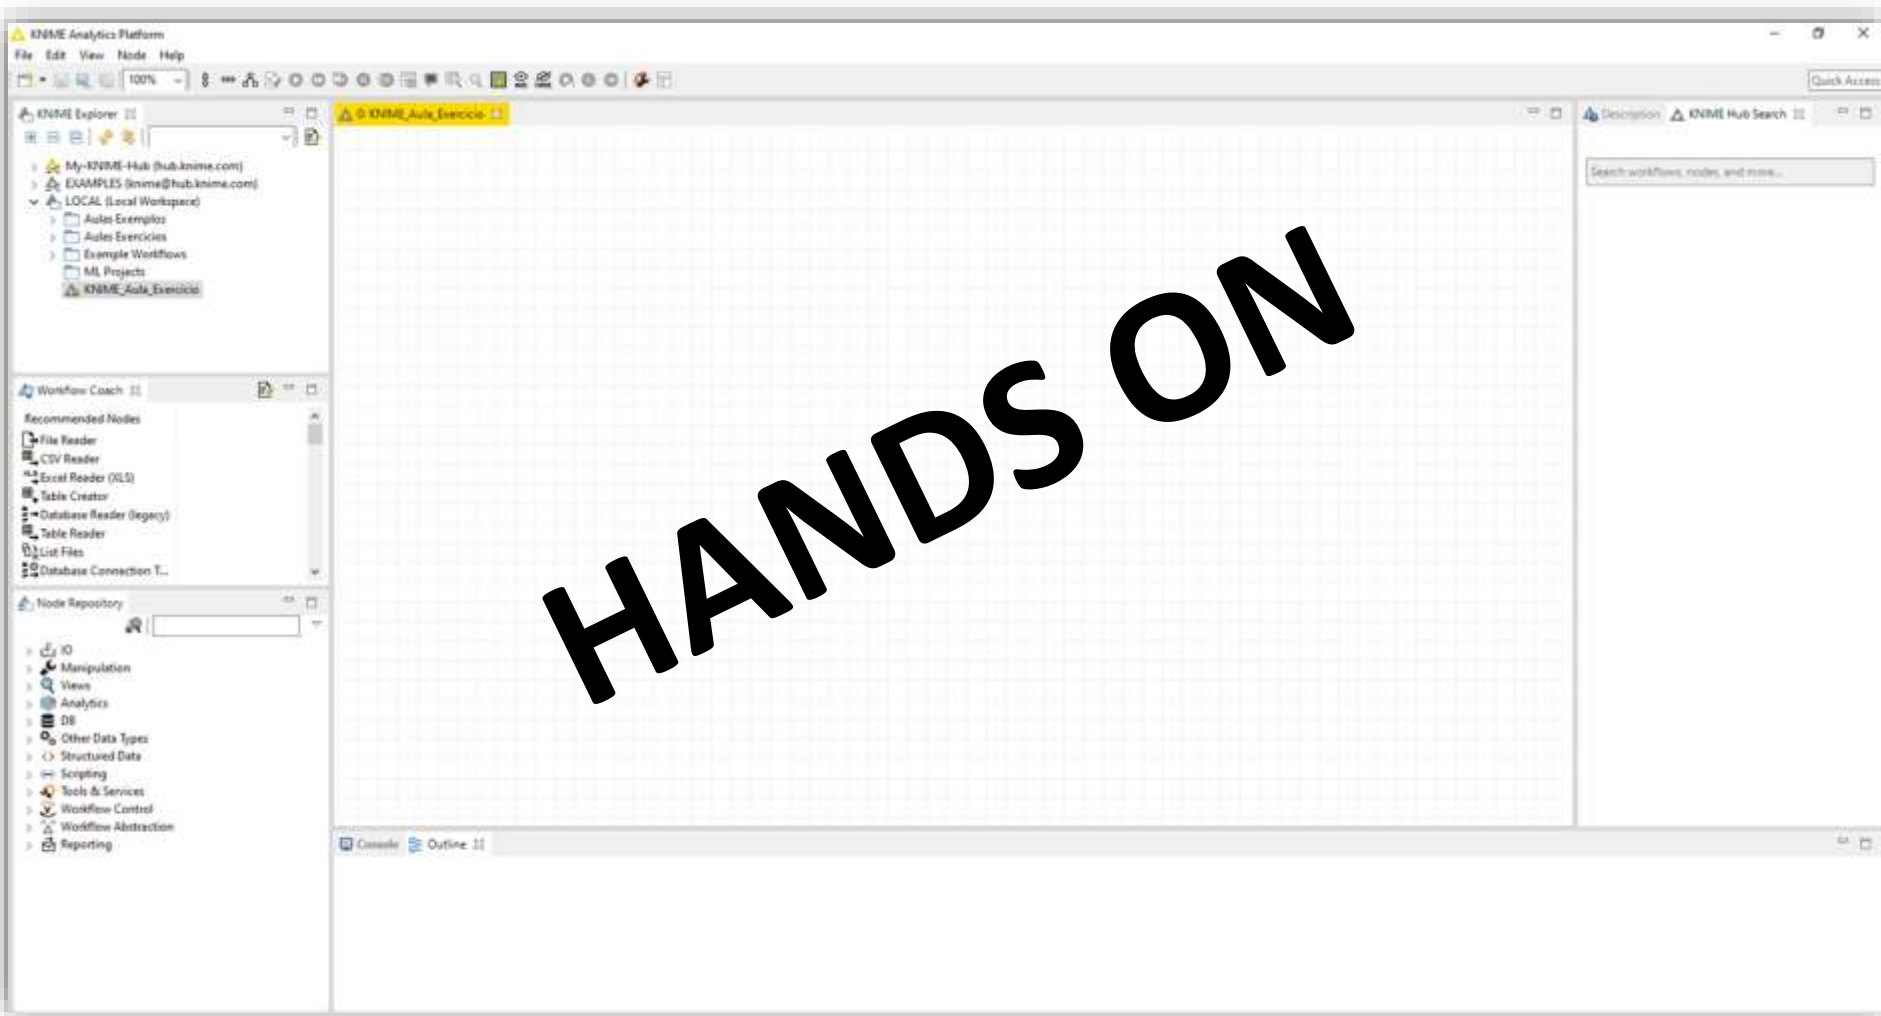 KNIME Analytics Platform
File Edit View Node Help
100%
Quick Access
KNIME Explorer
My-KNIME-Hub (hub.knime.com)
EXAMPLES (knime@hub.knime.com)
LOCAL (Local Workspace)
Aulas Exemplos
Aulas Exercicios
Example Workflows
ML Projects
KNIME_Aula_Exercicio
Workflow Coach
Recommended Nodes
File Reader
CSV Reader
Excel Reader (XLS)
Table Creator
Database Reader (legacy)
Table Reader
List Files
Database Connection T...
Node Repository
IO
Manipulation
Views
Analytics
DB
Other Data Types
Structured Data
Scripting
Tools & Services
Workflow Control
Workflow Abstraction
Reporting
0: KNIME_Aula_Exercicio
HANDS ON
Console Outline
Description KNIME Hub Search
Search workflows, nodes, and more...